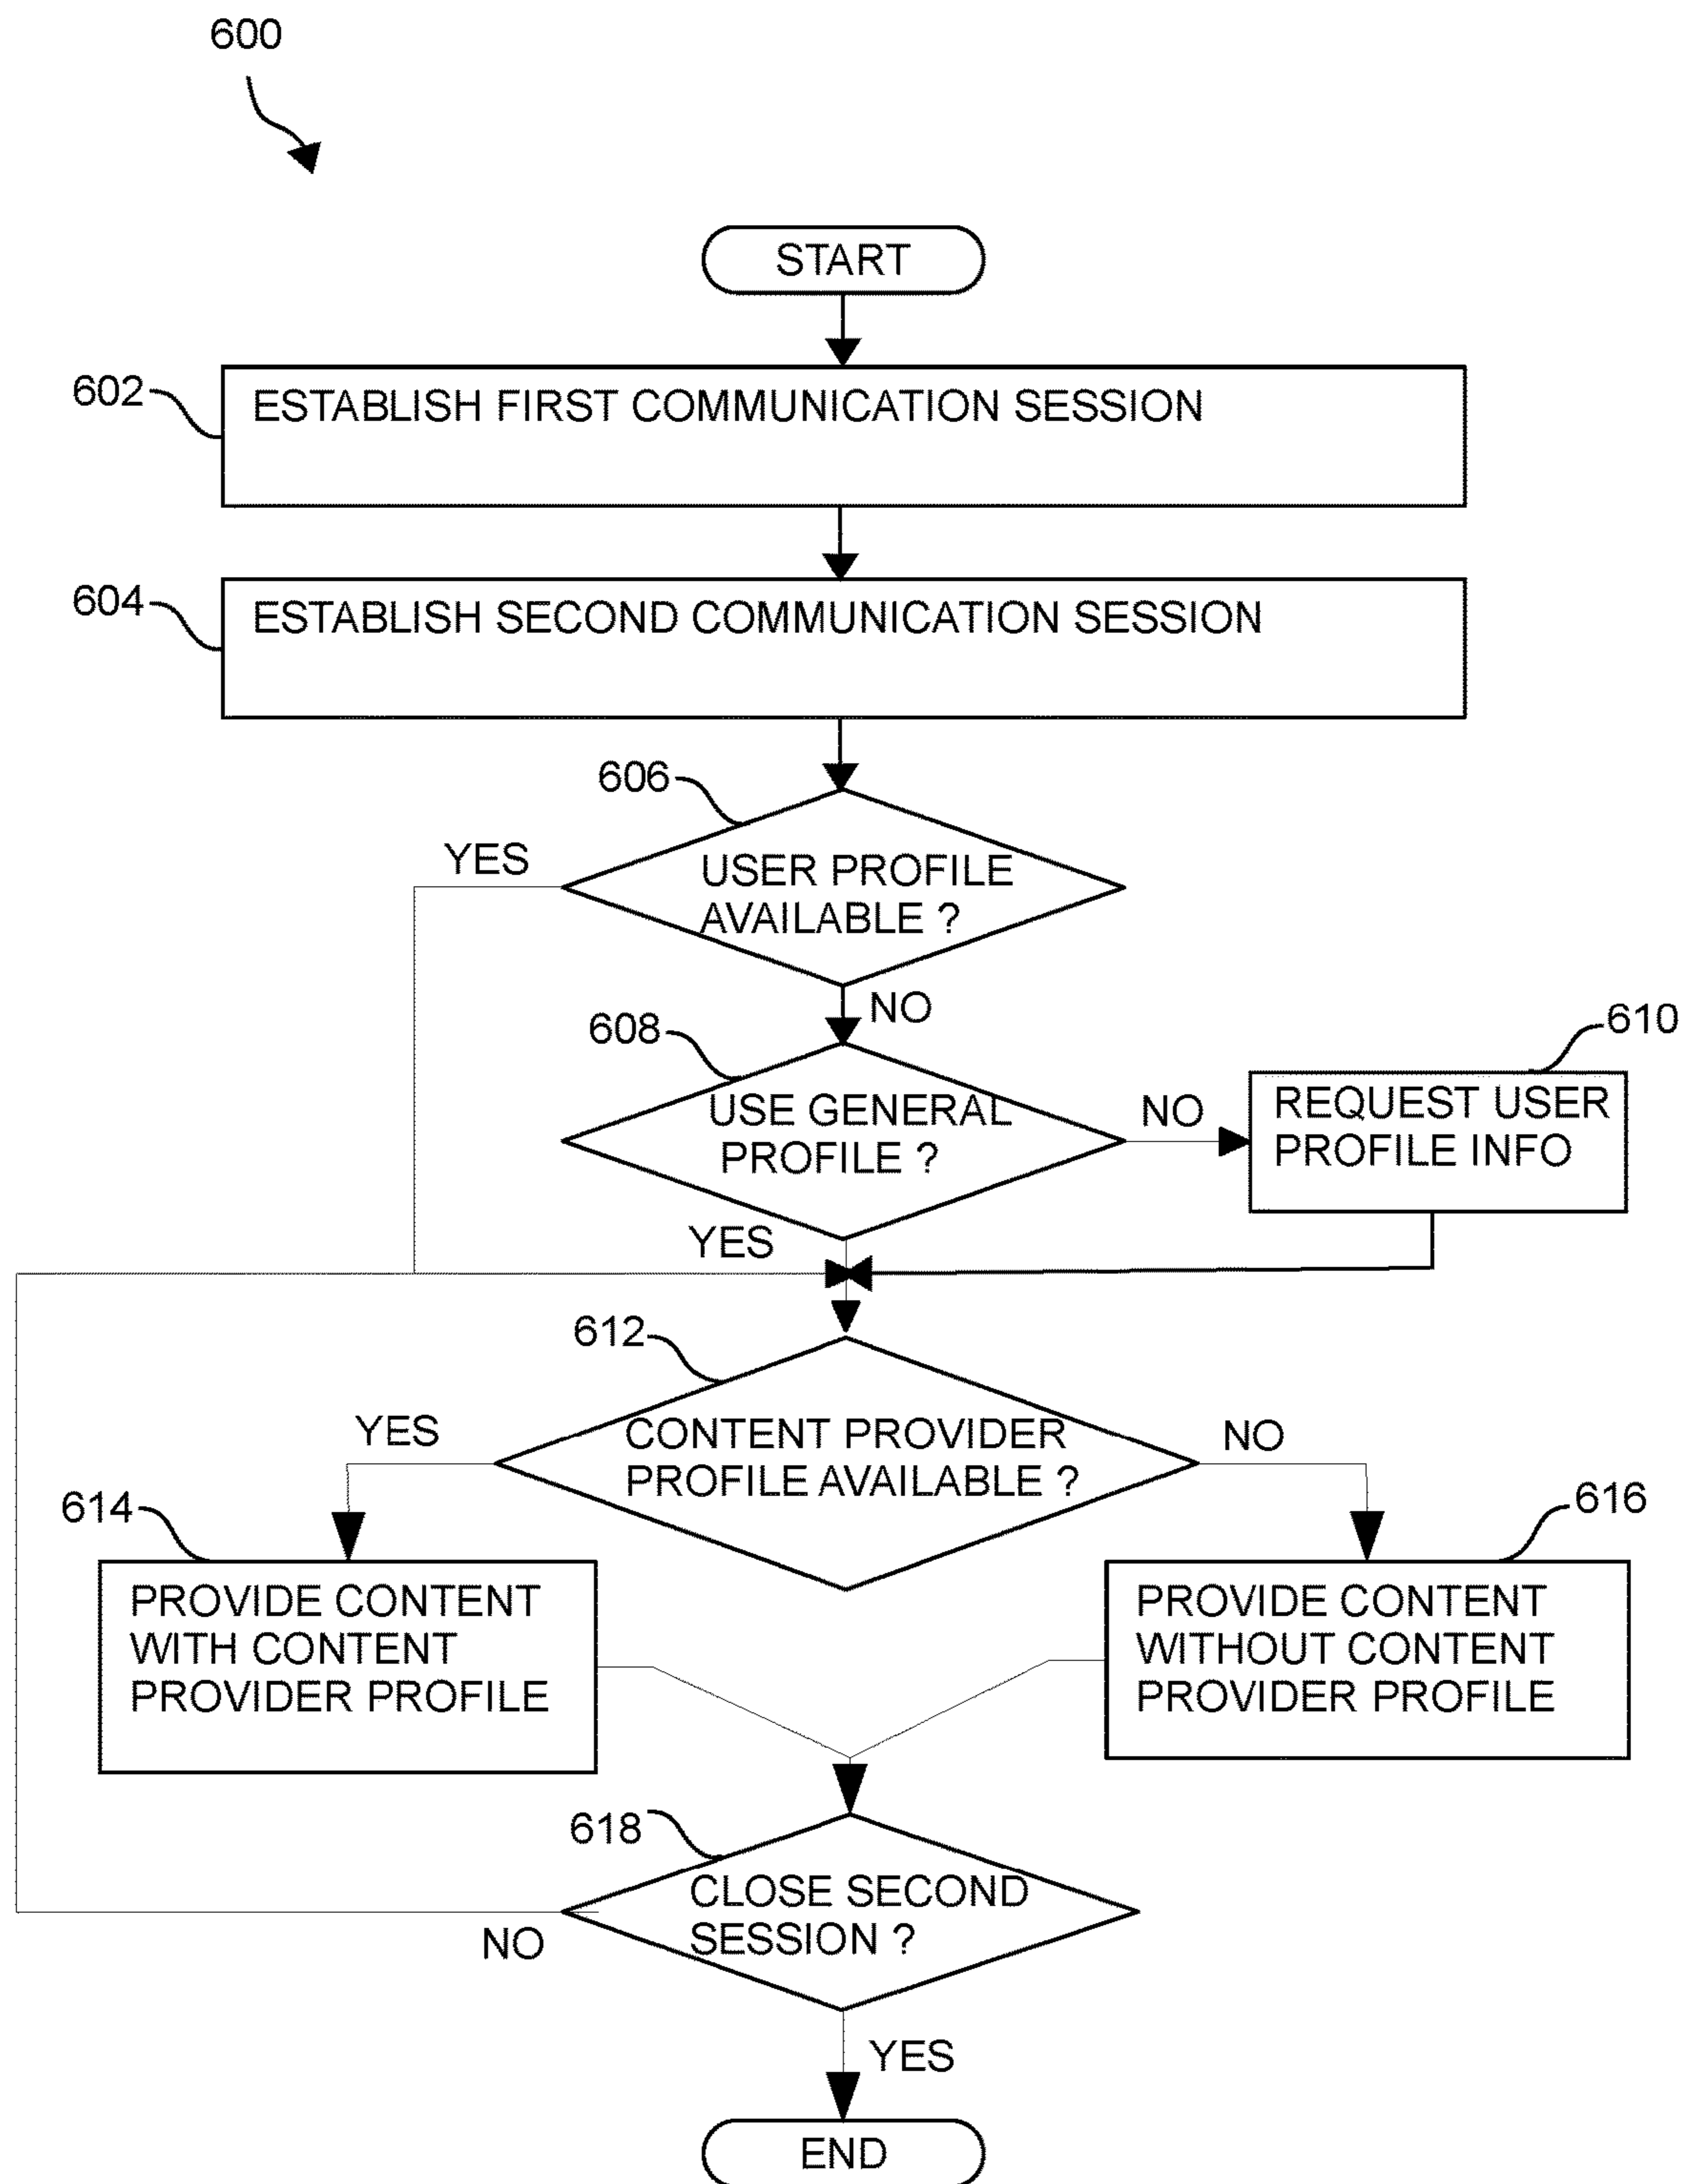 600
START
602
ESTABLISH FIRST COMMUNICATION SESSION
604
ESTABLISH SECOND COMMUNICATION SESSION
606
YES
USER PROFILE
AVAILABLE ?
NO
608
610
USE GENERAL
PROFILE ?
NO
REQUEST USER
PROFILE INFO
YES
612
YES
CONTENT PROVIDER
PROFILE AVAILABLE ?
NO
614
616
PROVIDE CONTENT
WITH CONTENT
PROVIDER PROFILE
PROVIDE CONTENT
WITHOUT CONTENT
PROVIDER PROFILE
618
CLOSE SECOND
SESSION ?
NO
YES
END